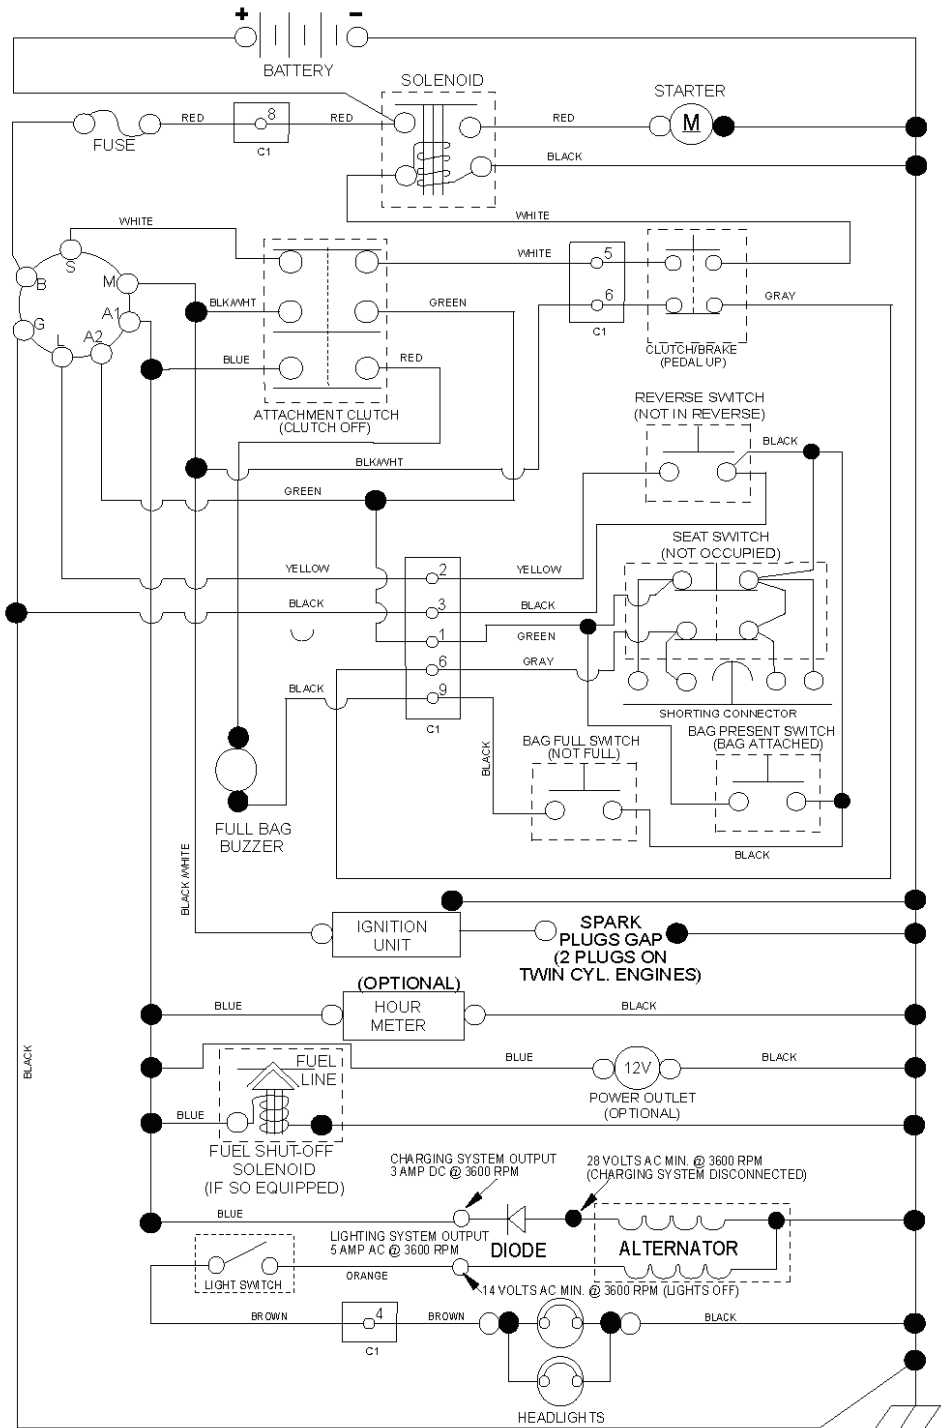 + -
BATTERY
SOLENOID
STARTER
8
RED
RED
RED
M
FUSE
C1
BLACK
WHITE
WHITE
S
WHITE
5
B
M
BLK/WHT
GREEN
6
GRAY
G
A1
C1
L
A2
BLUE
RED
CLUTCH/BRAKE
(PEDAL UP)
ATTACHMENT CLUTCH
(CLUTCH OFF)
REVERSE SWITCH
(NOT IN REVERSE)
BLACK
BLK/WHT
GREEN
SEAT SWITCH
(NOT OCCUPIED)
YELLOW
2
YELLOW
BLACK
3
BLACK
1
GREEN
6
GRAY
BLACK
9
C1
SHORTING CONNECTOR
BAG FULL SWITCH
(NOT FULL)
BAG PRESENT SWITCH
(BAG ATTACHED)
BLACK
FULL BAG
BUZZER
BLACK
BLACK/WHITE
IGNITION
UNIT
SPARK
PLUGS GAP
(2 PLUGS ON
TWIN CYL. ENGINES)
(OPTIONAL)
BLUE
HOUR
METER
BLACK
BLACK
FUEL
LINE
BLUE
12V
BLACK
POWER OUTLET
(OPTIONAL)
BLUE
FUEL SHUT-OFF
SOLENOID
(IF SO EQUIPPED)
CHARGING SYSTEM OUTPUT
3 AMP DC @ 3600 RPM
28 VOLTS AC MIN. @ 3600 RPM
(CHARGING SYSTEM DISCONNECTED)
BLUE
LIGHTING SYSTEM OUTPUT
5 AMP AC @ 3600 RPM
DIODE
ALTERNATOR
LIGHT SWITCH
ORANGE
14 VOLTS AC MIN. @ 3600 RPM (LIGHTS OFF)
BROWN
4
BROWN
BLACK
C1
HEADLIGHTS